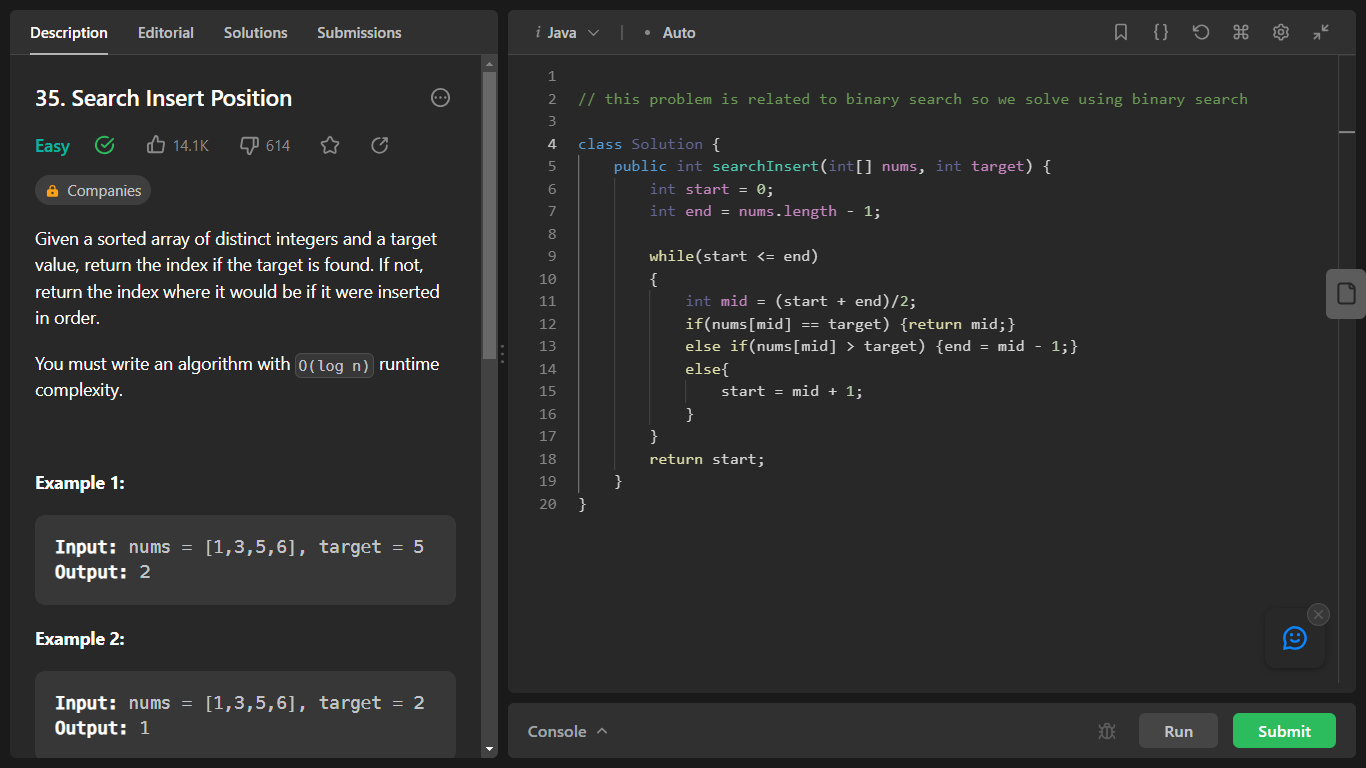 Description Editorial Solutions Submissions
35. Search Insert Position
Easy 14.1K 614
Companies
Given a sorted array of distinct integers and a target
value, return the index if the target is found. If not,
return the index where it would be if it were inserted
in order.
You must write an algorithm with O(log n) runtime
complexity.
Example 1:
Input: nums = [1,3,5,6], target = 5
Output: 2
Example 2:
Input: nums = [1,3,5,6], target = 2
Output: 1
i Java | • Auto
1
2 // this problem is related to binary search so we solve using binary search
3
4 class Solution {
5     public int searchInsert(int[] nums, int target) {
6         int start = 0;
7         int end = nums.length - 1;
8
9         while(start <= end)
10         {
11             int mid = (start + end)/2;
12             if(nums[mid] == target) {return mid;}
13             else if(nums[mid] > target) {end = mid - 1;}
14             else{
15                 start = mid + 1;
16             }
17         }
18         return start;
19     }
20 }
Console Run Submit